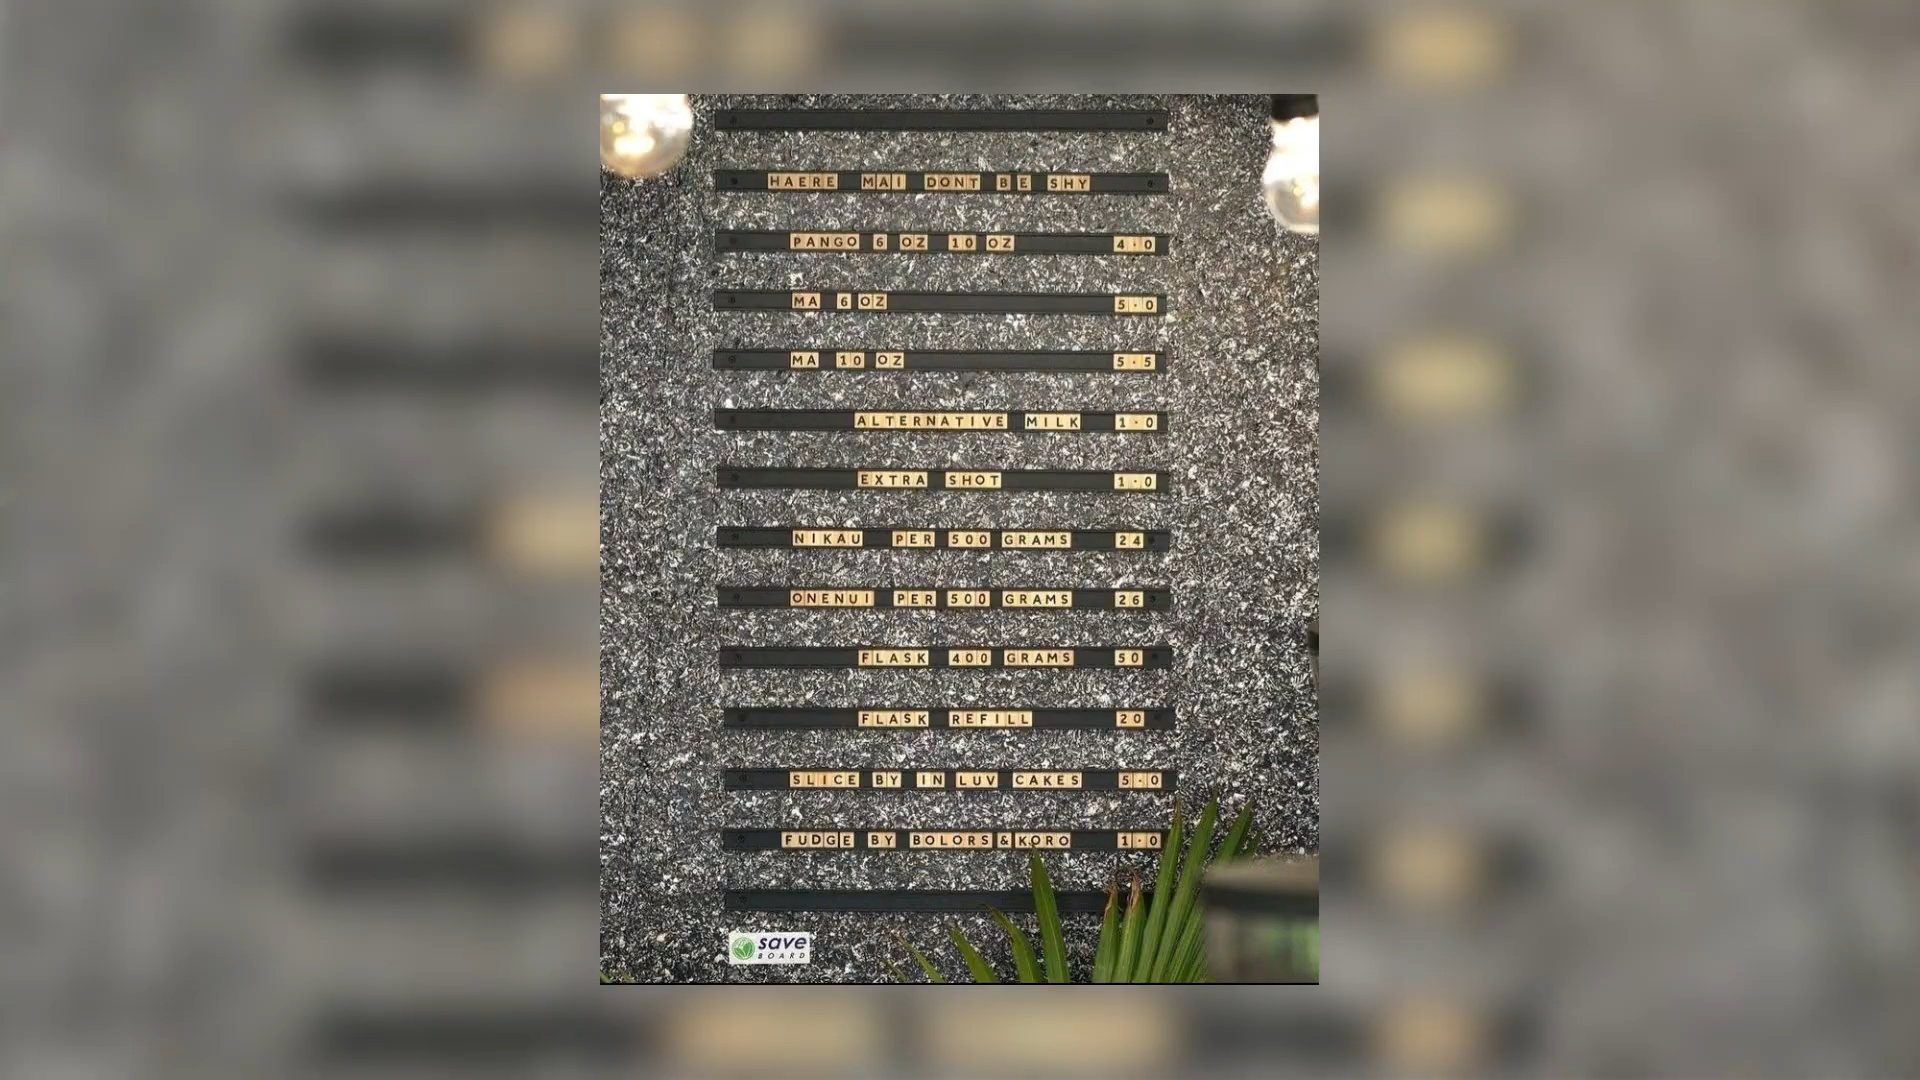 HAERE MAI DONT BE SHY
PANGO 6 OZ 10 OZ 4.0
MA 6 OZ 5.0
MA 10 OZ 5.5
ALTERNATIVE MILK 1.0
EXTRA SHOT 1.0
NIKAU PER 500 GRAMS 24
ONENUI PER 500 GRAMS 26
FLASK 400 GRAMS 50
FLASK REFILL 20
SLICE BY IN LUV CAKES 5.0
FUDGE BY BOLORS&KORO 1.0
save
BOARD